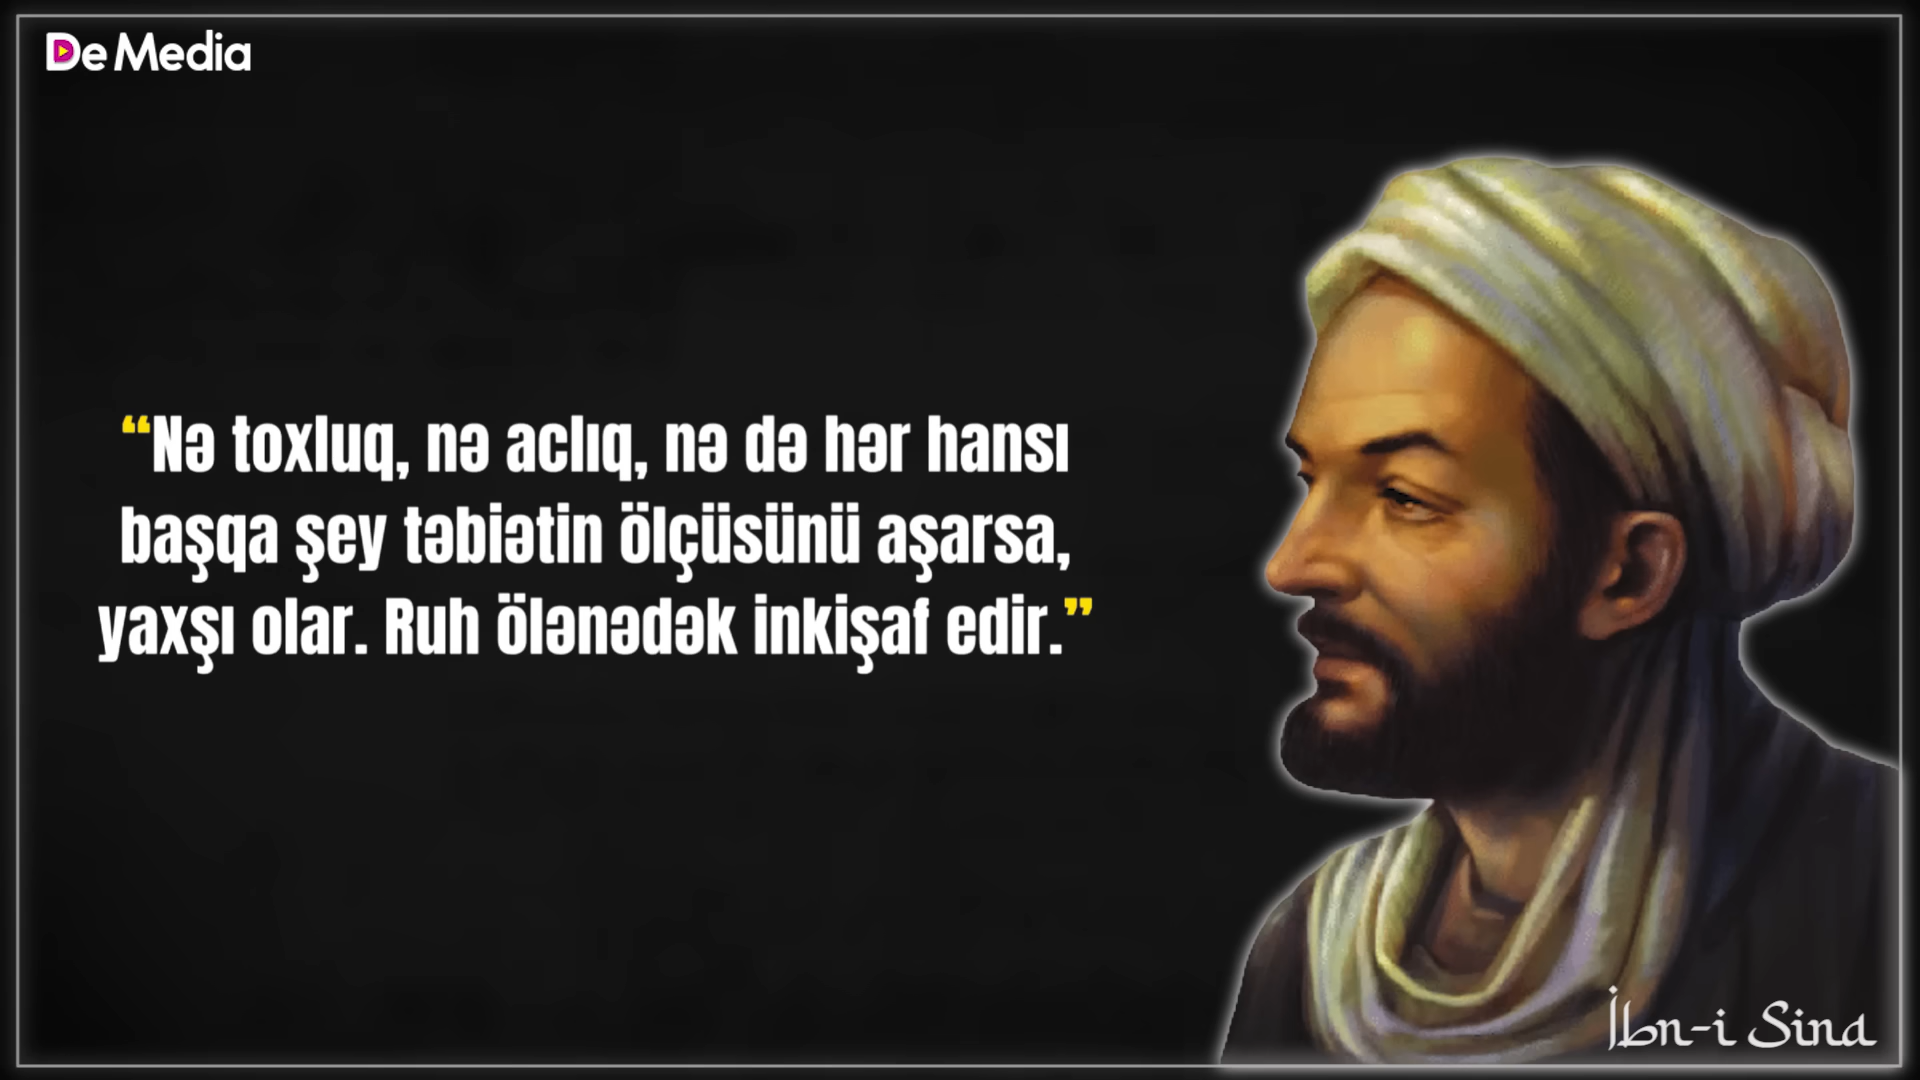 De Media
“Nə toxluq, nə aclıq, nə də hər hansı
başqa şey təbiətin ölçüsünü aşarsa,
yaxşı olar. Ruh ölənədək inkişaf edir.”
İbn-i Sina